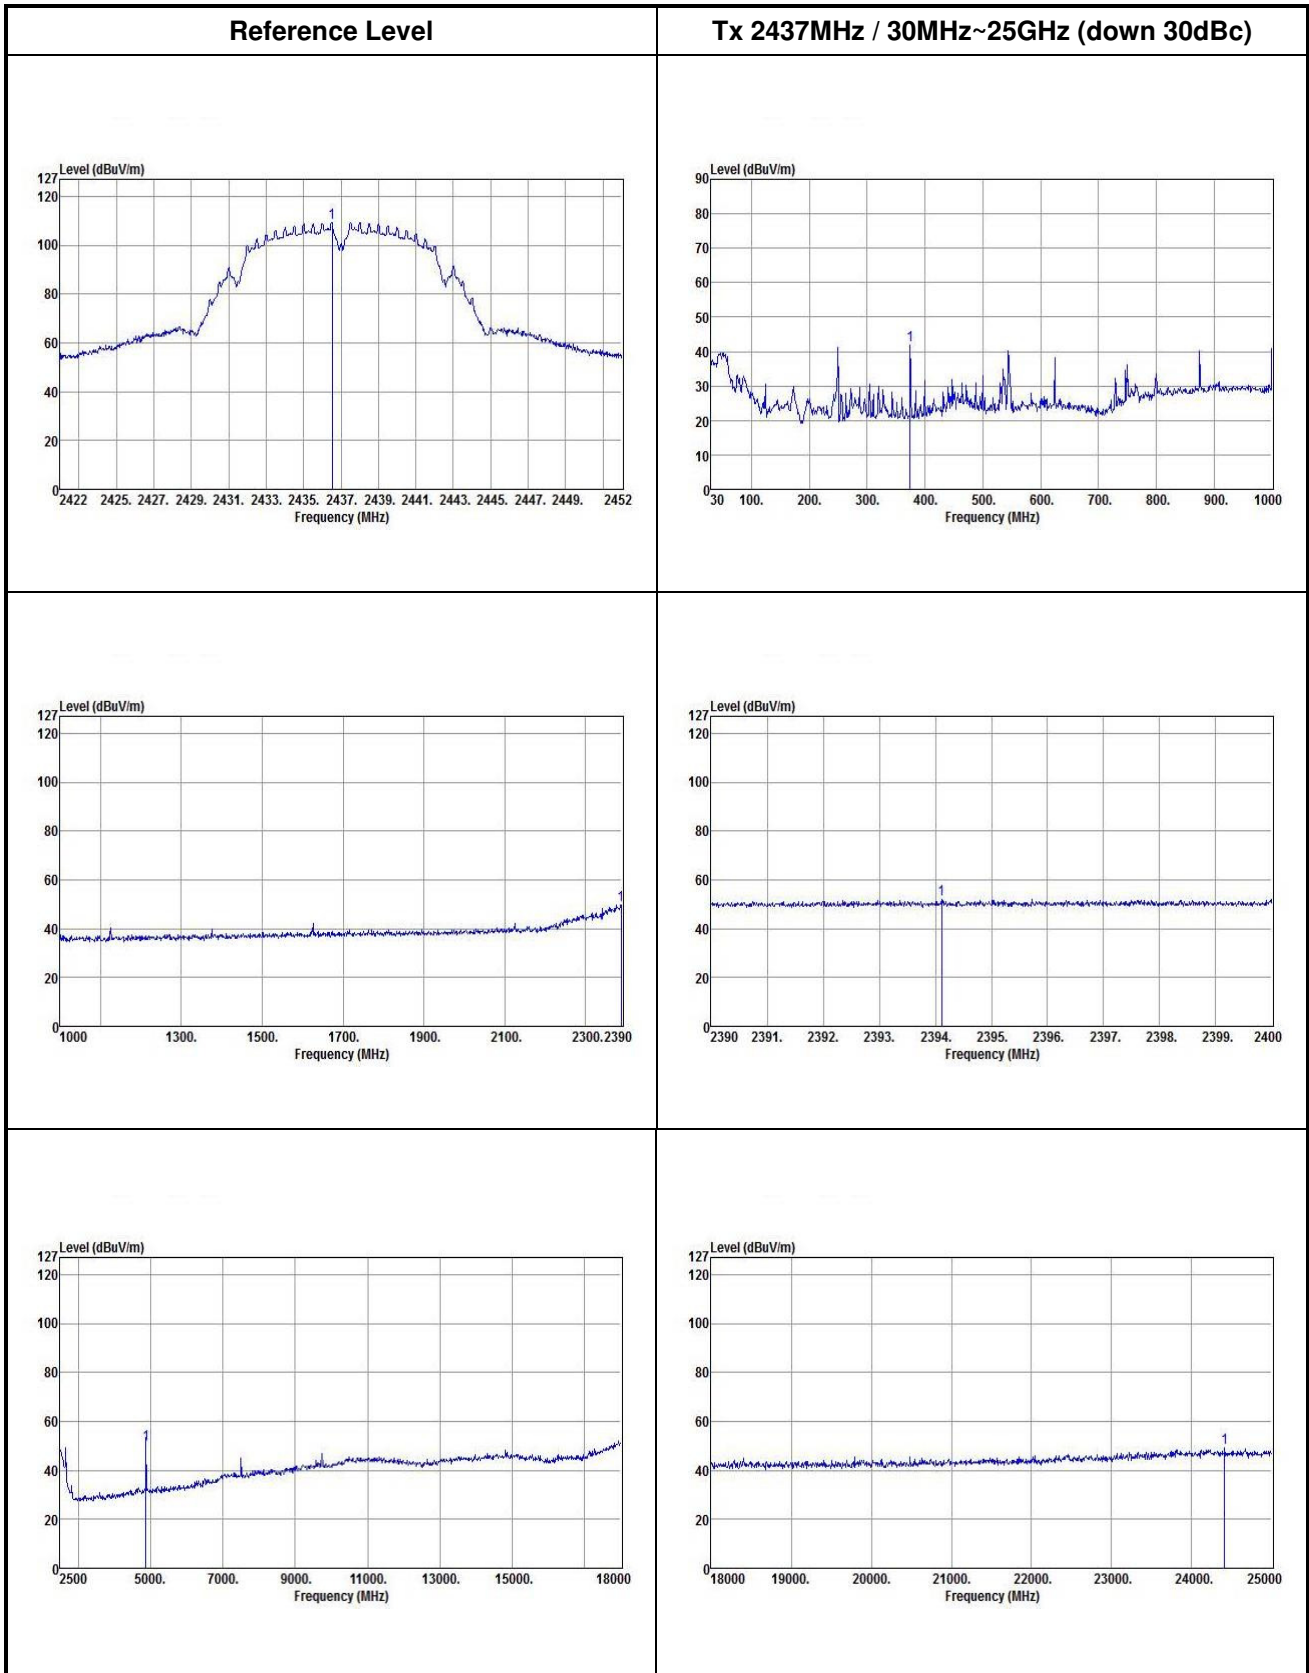 Reference Level
Tx 2437MHz / 30MHz~25GHz (down 30dBc)
Level (dBuV/m)
127
120
100
80
60
40
20
0
1
2422 2425. 2427. 2429. 2431. 2433. 2435. 2437. 2439. 2441. 2443. 2445. 2447. 2449. 2452
Frequency (MHz)
Level (dBuV/m)
90
80
70
60
50
40
30
20
10
0
1
30 100. 200. 300. 400. 500. 600. 700. 800. 900. 1000
Frequency (MHz)
Level (dBuV/m)
127
120
100
80
60
40
20
0
1
1000 1300. 1500. 1700. 1900. 2100. 2300. 2390
Frequency (MHz)
Level (dBuV/m)
127
120
100
80
60
40
20
0
1
2390 2391. 2392. 2393. 2394. 2395. 2396. 2397. 2398. 2399. 2400
Frequency (MHz)
Level (dBuV/m)
127
120
100
80
60
40
20
0
1
2500 5000. 7000. 9000. 11000. 13000. 15000. 18000
Frequency (MHz)
Level (dBuV/m)
127
120
100
80
60
40
20
0
1
18000 19000. 20000. 21000. 22000. 23000. 24000. 25000
Frequency (MHz)